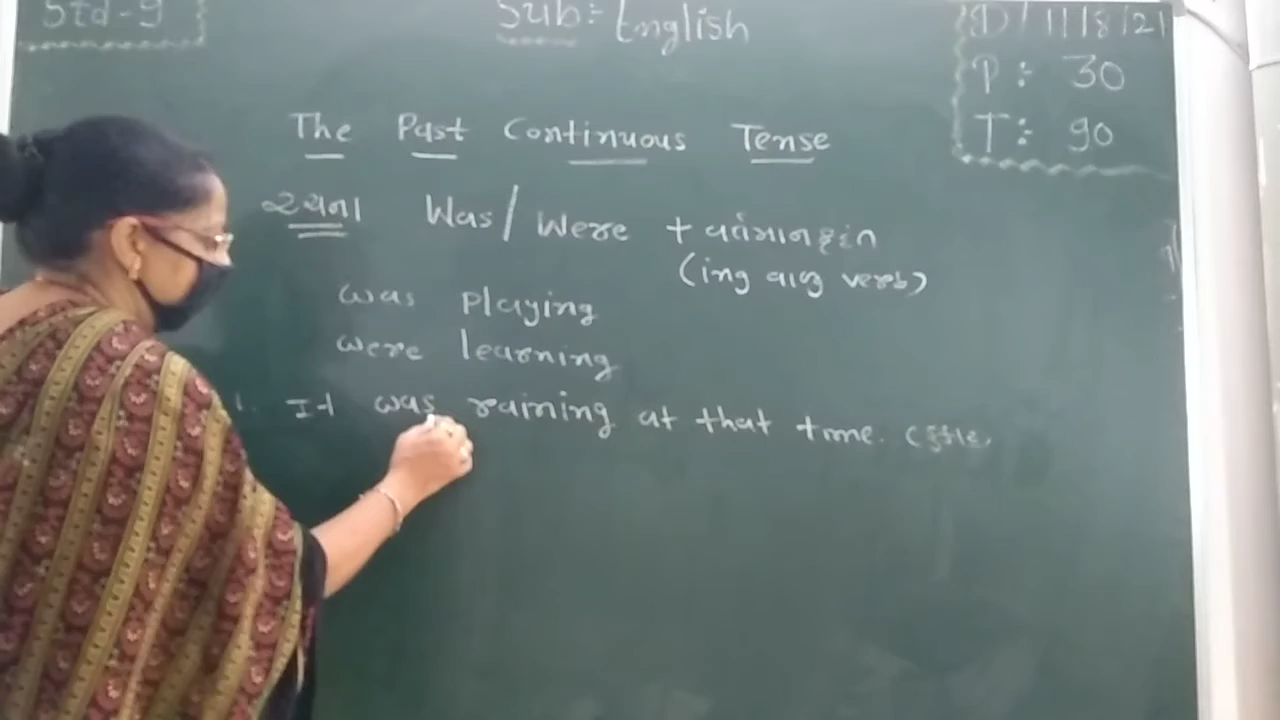 Std-9
Sub:- English
D/11/8/21
P: 30
T: 90
The Past Continuous Tense
રચના Was/Were + વર્તમાનકૃદંત
(ing વાળુ verb)
was playing
were learning
1. It was raining at that time.